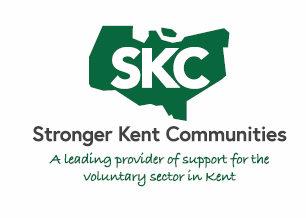 SKC
Stronger Kent Communities
A leading provider of support for the
voluntary sector in Kent